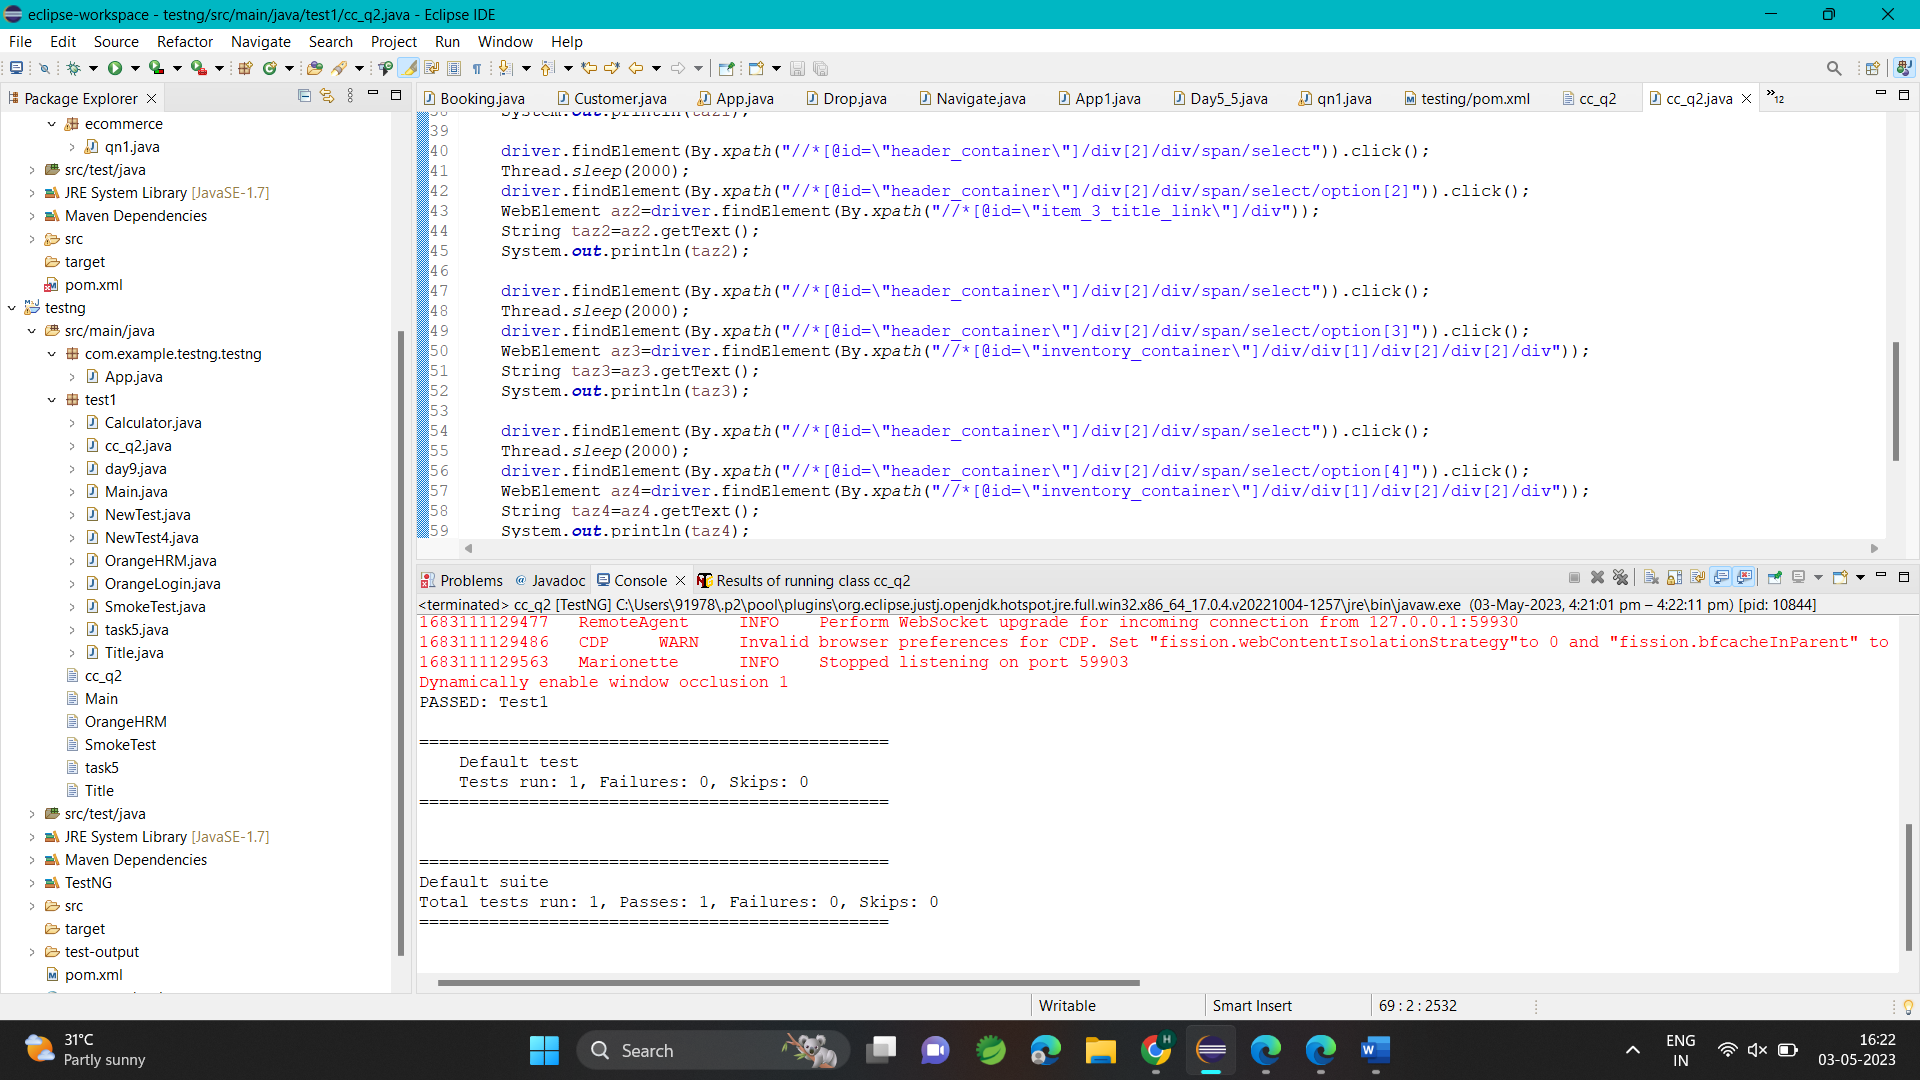 eclipse-workspace - testng/src/main/java/test1/cc_q2.java - Eclipse IDE
File Edit Source Refactor Navigate Search Project Run Window Help
Package Explorer
ecommerce
qn1.java
src/test/java
JRE System Library [JavaSE-1.7]
Maven Dependencies
src
target
pom.xml
testng
src/main/java
com.example.testng.testng
App.java
test1
Calculator.java
cc_q2.java
day9.java
Main.java
NewTest.java
NewTest4.java
OrangeHRM.java
OrangeLogin.java
SmokeTest.java
task5.java
Title.java
cc_q2
Main
OrangeHRM
SmokeTest
task5
Title
src/test/java
JRE System Library [JavaSE-1.7]
Maven Dependencies
TestNG
src
target
test-output
pom.xml
Booking.java Customer.java App.java Drop.java Navigate.java App1.java Day5_5.java qn1.java testing/pom.xml cc_q2 cc_q2.java »12
38 System.out.println(taz1);
39
40 driver.findElement(By.xpath("//*[@id=\"header_container\"]/div[2]/div/span/select")).click();
41 Thread.sleep(2000);
42 driver.findElement(By.xpath("//*[@id=\"header_container\"]/div[2]/div/span/select/option[2]")).click();
43 WebElement az2=driver.findElement(By.xpath("//*[@id=\"item_3_title_link\"]/div"));
44 String taz2=az2.getText();
45 System.out.println(taz2);
46
47 driver.findElement(By.xpath("//*[@id=\"header_container\"]/div[2]/div/span/select")).click();
48 Thread.sleep(2000);
49 driver.findElement(By.xpath("//*[@id=\"header_container\"]/div[2]/div/span/select/option[3]")).click();
50 WebElement az3=driver.findElement(By.xpath("//*[@id=\"inventory_container\"]/div/div[1]/div[2]/div[2]/div"));
51 String taz3=az3.getText();
52 System.out.println(taz3);
53
54 driver.findElement(By.xpath("//*[@id=\"header_container\"]/div[2]/div/span/select")).click();
55 Thread.sleep(2000);
56 driver.findElement(By.xpath("//*[@id=\"header_container\"]/div[2]/div/span/select/option[4]")).click();
57 WebElement az4=driver.findElement(By.xpath("//*[@id=\"inventory_container\"]/div/div[1]/div[2]/div[2]/div"));
58 String taz4=az4.getText();
59 System.out.println(taz4);
Problems Javadoc Console Results of running class cc_q2
<terminated> cc_q2 [TestNG] C:\Users\91978\.p2\pool\plugins\org.eclipse.justj.openjdk.hotspot.jre.full.win32.x86_64_17.0.4.v20221004-1257\jre\bin\javaw.exe (03-May-2023, 4:21:01 pm – 4:22:11 pm) [pid: 10844]
1683111129477 RemoteAgent INFO Perform WebSocket upgrade for incoming connection from 127.0.0.1:59930
1683111129486 CDP WARN Invalid browser preferences for CDP. Set "fission.webContentIsolationStrategy"to 0 and "fission.bfcacheInParent" to
1683111129563 Marionette INFO Stopped listening on port 59903
Dynamically enable window occlusion 1
PASSED: Test1
===============================================
Default test
Tests run: 1, Failures: 0, Skips: 0
===============================================
===============================================
Default suite
Total tests run: 1, Passes: 1, Failures: 0, Skips: 0
===============================================
Writable Smart Insert 69 : 2 : 2532
31°C
Partly sunny
Search
ENG
IN
16:22
03-05-2023